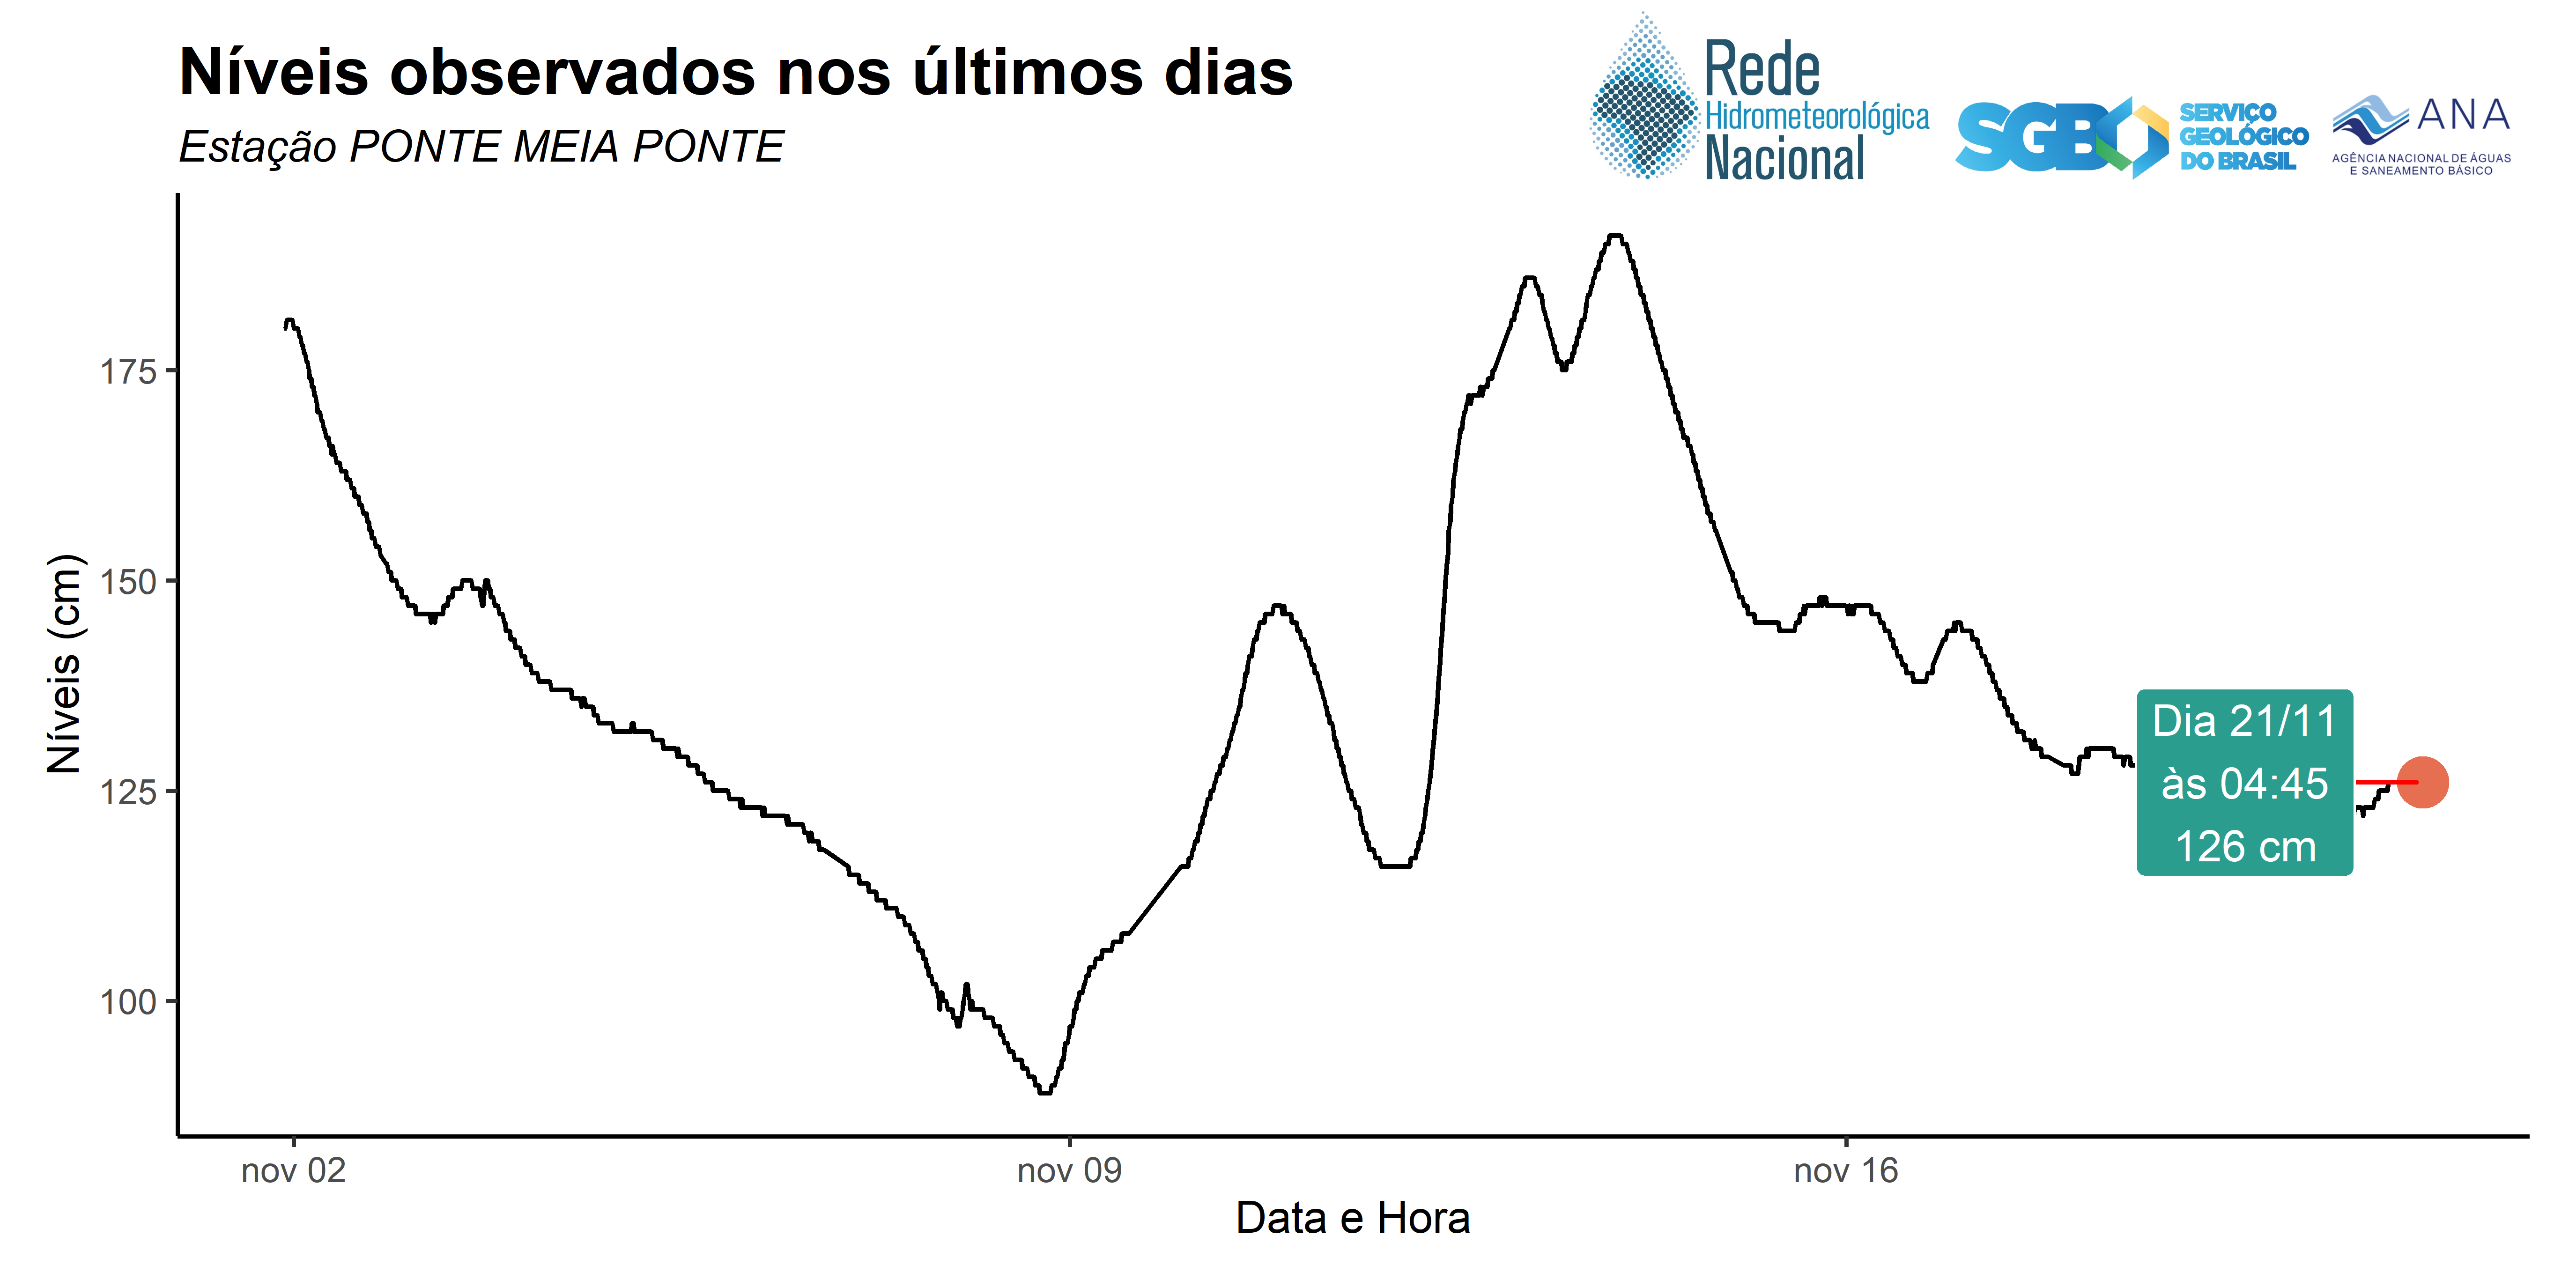 Níveis observados nos últimos dias
Estação PONTE MEIA PONTE
Rede
Hidrometeorológica
Nacional
SGB
SERVIÇO
GEOLÓGICO
DO BRASIL
ANA
AGÊNCIA NACIONAL DE ÁGUAS
E SANEAMENTO BÁSICO
Níveis (cm)
175
150
125
100
Dia 21/11
às 04:45
126 cm
nov 02
nov 09
nov 16
Data e Hora